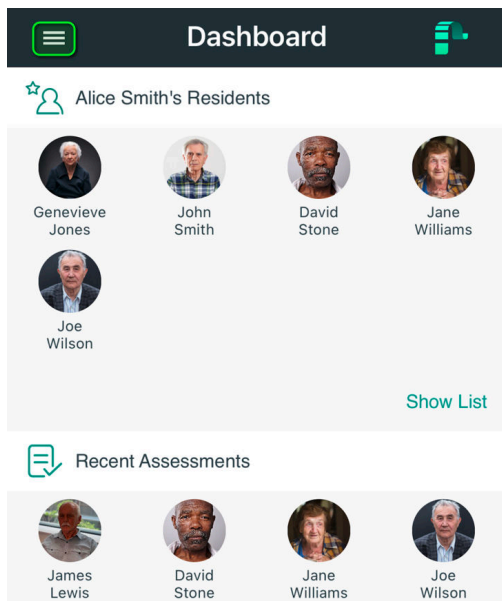 Dashboard
Alice Smith's Residents
Genevieve Jones
John Smith
David Stone
Jane Williams
Joe Wilson
Show List
Recent Assessments
James Lewis
David Stone
Jane Williams
Joe Wilson